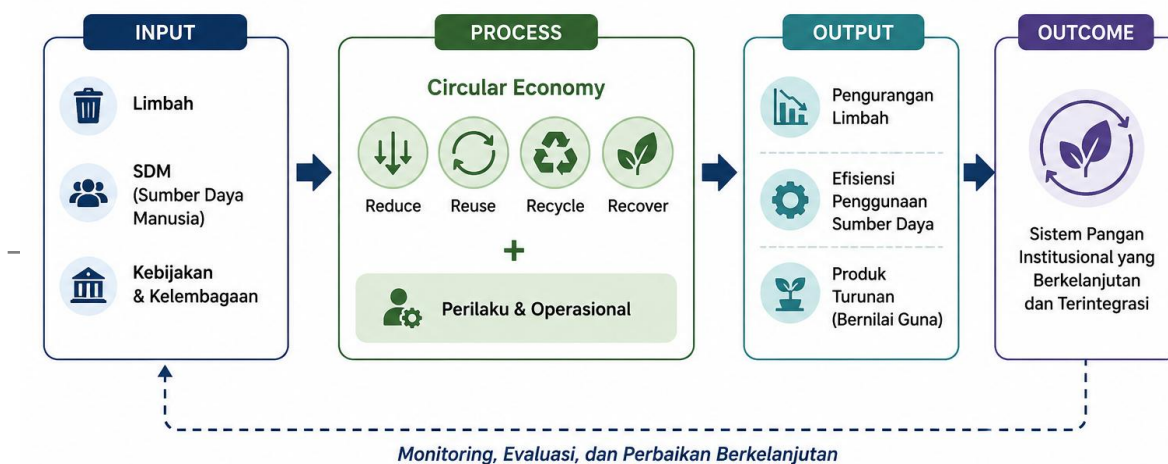 INPUT
Limbah
SDM
(Sumber Daya
Manusia)
Kebijakan
& Kelembagaan
PROCESS
Circular Economy
Reduce
Reuse
Recycle
Recover
+
Perilaku & Operasional
OUTPUT
Pengurangan
Limbah
Efisiensi
Penggunaan
Sumber Daya
Produk
Turunan
(Bernilai Guna)
OUTCOME
Sistem Pangan
Institusional yang
Berkelanjutan
dan Terintegrasi
Monitoring, Evaluasi, dan Perbaikan Berkelanjutan